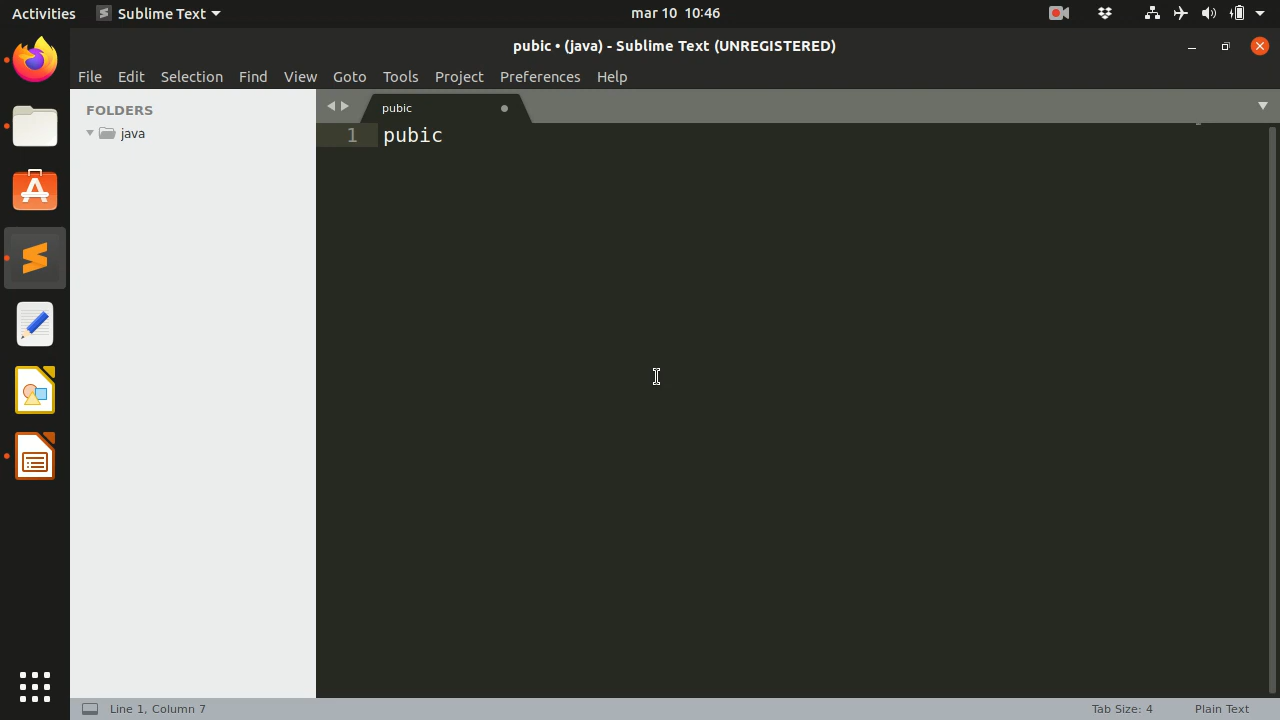 Activities Sublime Text mar 10 10:46
pubic • (java) - Sublime Text (UNREGISTERED)
File Edit Selection Find View Goto Tools Project Preferences Help
FOLDERS
java
pubic
1 pubic
Line 1, Column 7 Tab Size: 4 Plain Text